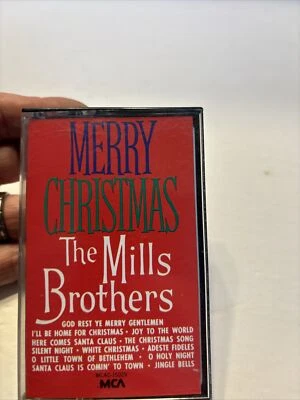 MERRY
CHRISTMAS
The Mills
Brothers
GOD REST YE MERRY GENTLEMEN
I'LL BE HOME FOR CHRISTMAS • JOY TO THE WORLD
HERE COMES SANTA CLAUS • THE CHRISTMAS SONG
SILENT NIGHT • WHITE CHRISTMAS • ADESTE FIDELES
O LITTLE TOWN OF BETHLEHEM • O HOLY NIGHT
SANTA CLAUS IS COMIN' TO TOWN • JINGLE BELLS
MCA